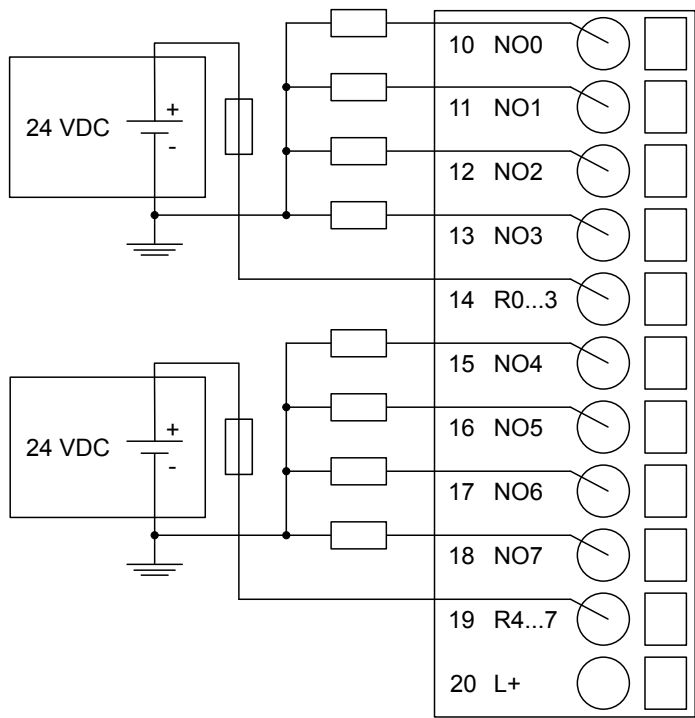 10 NO0
11 NO1
24 VDC
+
-
12 NO2
13 NO3
14 R0...3
15 NO4
16 NO5
24 VDC
+
-
17 NO6
18 NO7
19 R4...7
20 L+